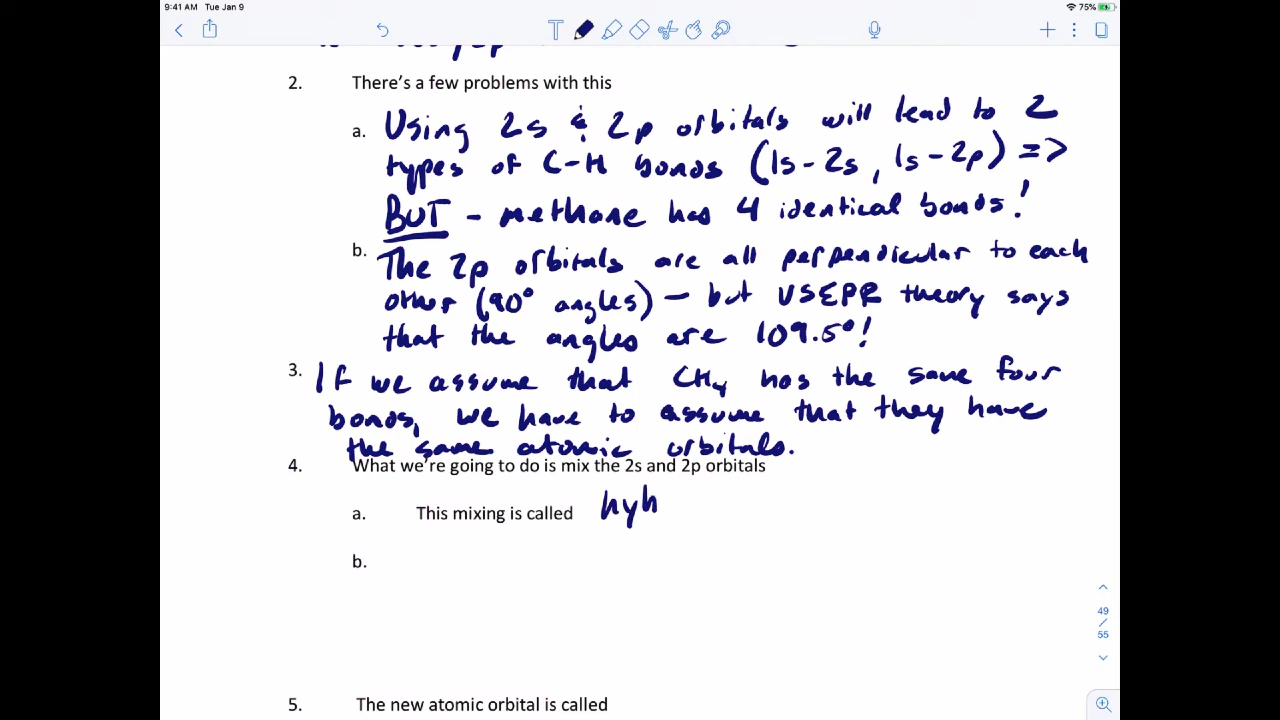 9:41 AM Tue Jan 9
75%
2. There's a few problems with this
a. Using 2s & 2p orbitals will lead to 2
types of C-H bonds (1s-2s, 1s-2p) =>
BUT - methane has 4 identical bonds!
b. The 2p orbitals are all perpendicular to each
other (90° angles) - but VSEPR theory says
that the angles are 109.5°!
3. If we assume that CH4 has the same four
bonds, we have to assume that they have
the same atomic orbitals.
4. What we're going to do is mix the 2s and 2p orbitals
a. This mixing is called hyh
b.
49
/
55
5. The new atomic orbital is called